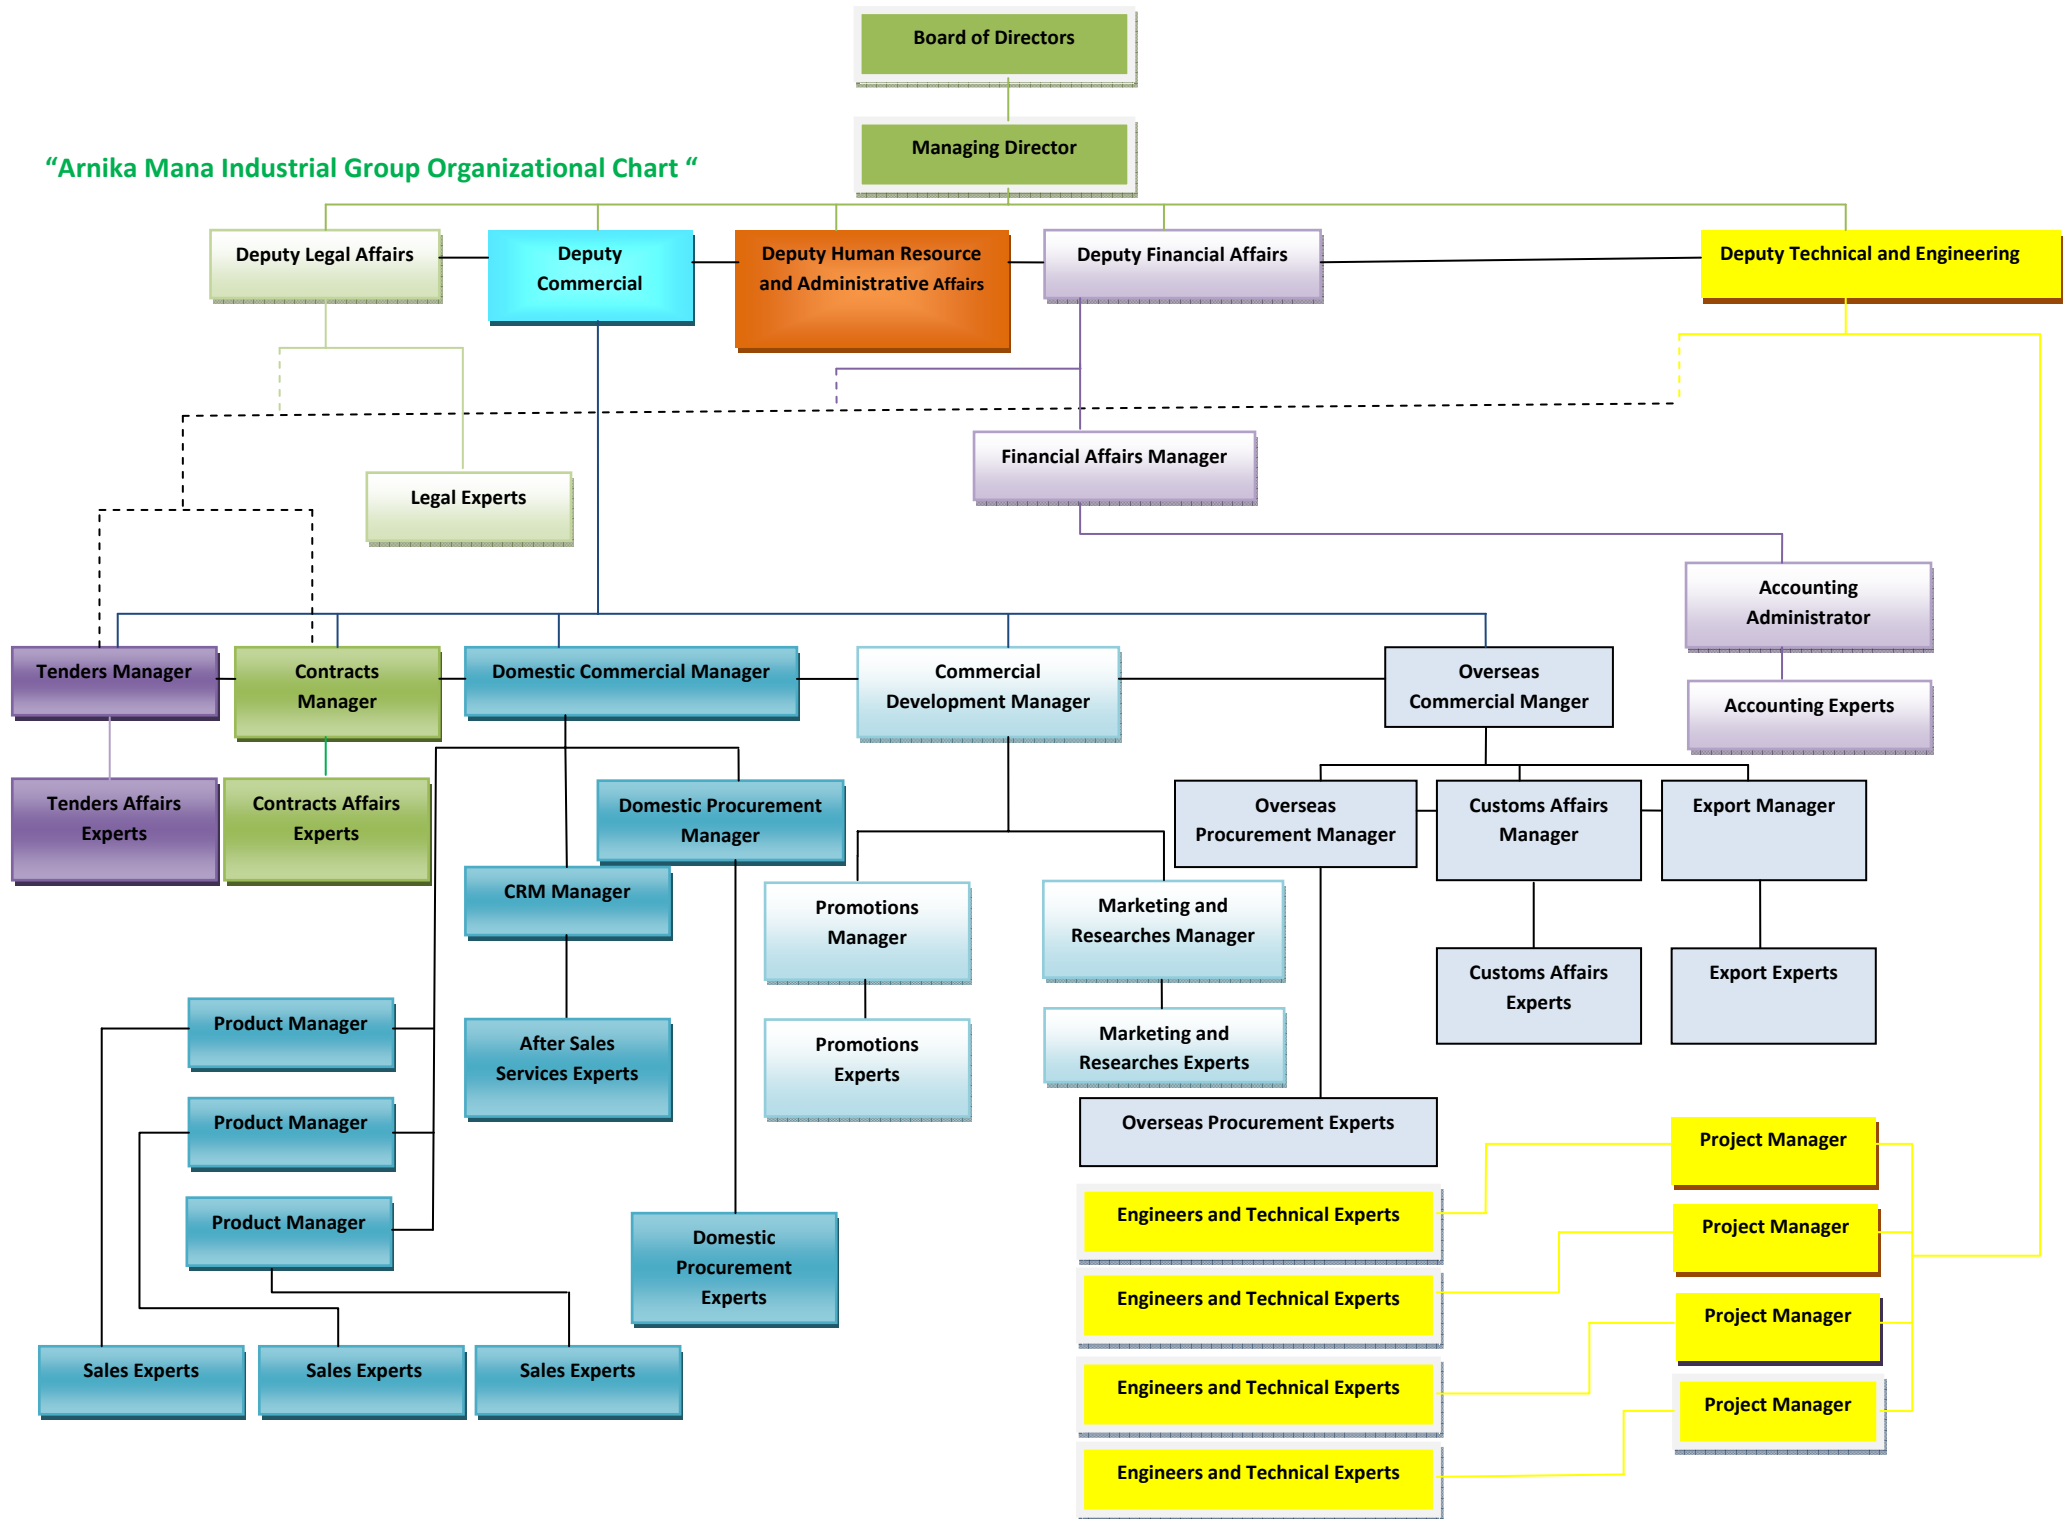 Board of Directors
Managing Director
“Arnika Mana Industrial Group Organizational Chart “
Deputy Legal Affairs
Deputy
Commercial
Deputy Human Resource
and Administrative Affairs
Deputy Financial Affairs
Deputy Technical and Engineering
Financial Affairs Manager
Legal Experts
Accounting
Administrator
Tenders Manager
Contracts
Manager
Domestic Commercial Manager
Commercial
Development Manager
Overseas
Commercial Manger
Accounting Experts
Tenders Affairs
Experts
Contracts Affairs
Experts
Domestic Procurement
Manager
Overseas
Procurement Manager
Customs Affairs
Manager
Export Manager
CRM Manager
Promotions
Manager
Marketing and
Researches Manager
Customs Affairs
Experts
Export Experts
Product Manager
After Sales
Services Experts
Promotions
Experts
Marketing and
Researches Experts
Product Manager
Overseas Procurement Experts
Project Manager
Product Manager
Engineers and Technical Experts
Project Manager
Domestic
Procurement
Experts
Engineers and Technical Experts
Project Manager
Sales Experts
Sales Experts
Sales Experts
Engineers and Technical Experts
Project Manager
Engineers and Technical Experts